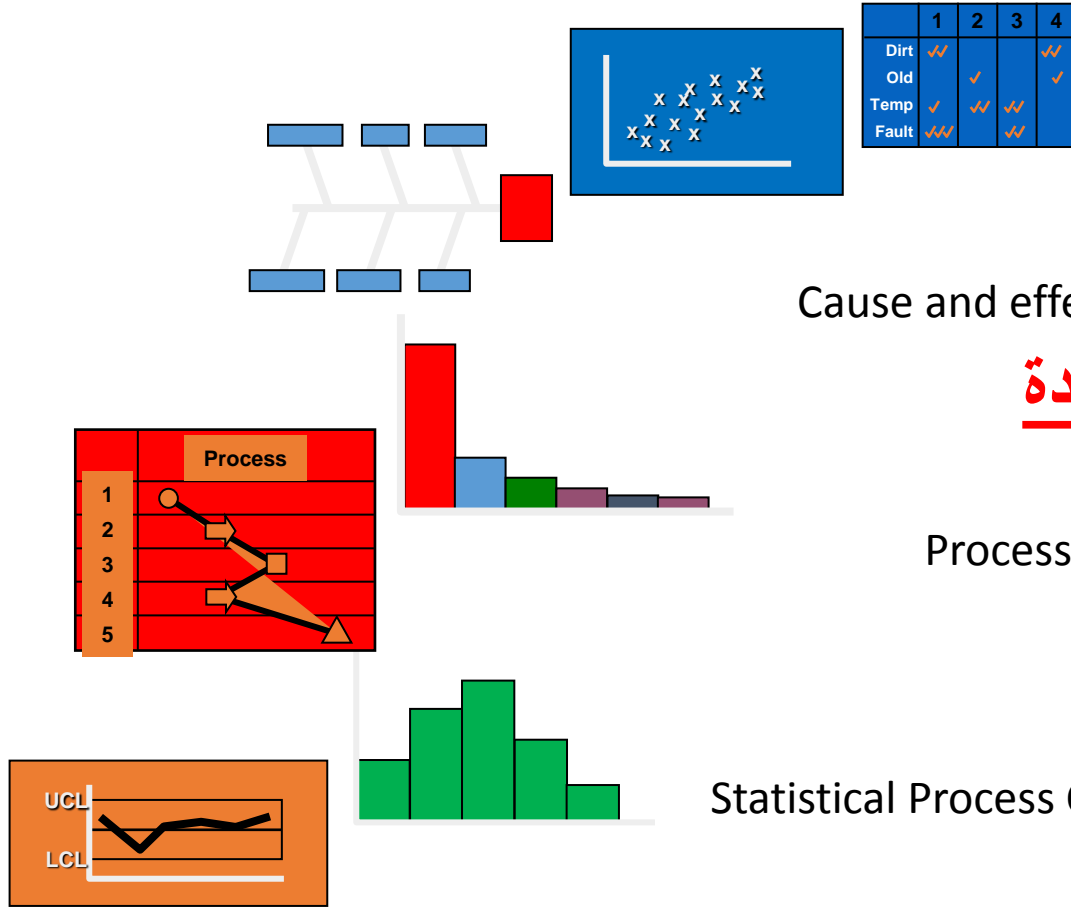 1 2 3 4
Dirt ✓✓ ✓✓
Old ✓ ✓
Temp ✓ ✓✓ ✓✓
Fault ✓✓✓ ✓✓
x x x x x x x x x x x x x x x x x
Cause and effe
دة
Process
1
2
3
4
5
Process
Statistical Process
UCL
LCL